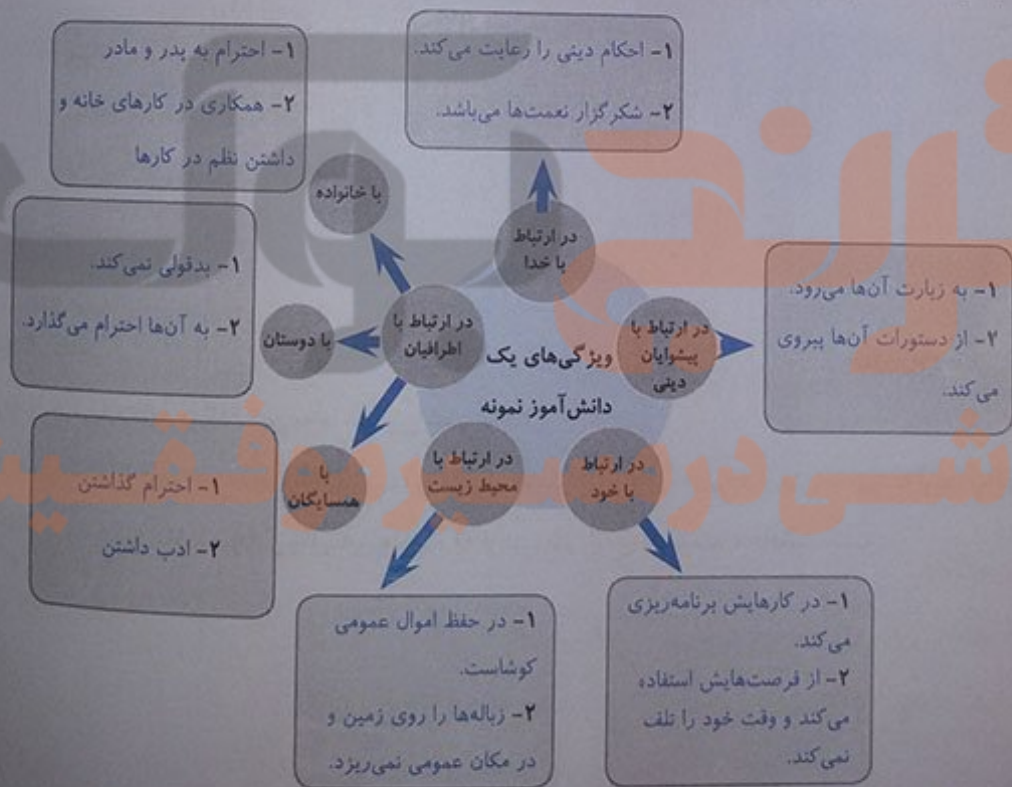 ۱- احترام به پدر و مادر
۲- همکاری در کارهای خانه و
داشتن نظم در کارها
۱- احکام دینی را رعایت می‌کند.
۲- شکرگزار نعمت‌ها می‌باشد.
با خانواده
در ارتباط
با خدا
۱- بدقولی نمی‌کند.
۲- به آن‌ها احترام می‌گذارد.
با دوستان
در ارتباط با
اطرافیان
ویژگی‌های یک
دانش‌آموز نمونه
در ارتباط با
پیشوایان
دینی
۱- به زیارت آن‌ها می‌رود.
۲- از دستورات آن‌ها پیروی
می‌کند.
۱- احترام گذاشتن
۲- ادب داشتن
با
همسایگان
در ارتباط با
محیط زیست
در ارتباط
با خود
۱- در حفظ اموال عمومی
کوشاست.
۲- زباله‌ها را روی زمین و
در مکان عمومی نمی‌ریزد.
۱- در کارهایش برنامه‌ریزی
می‌کند.
۲- از فرصت‌هایش استفاده
می‌کند و وقت خود را تلف
نمی‌کند.
شی در مسیر موفقیت